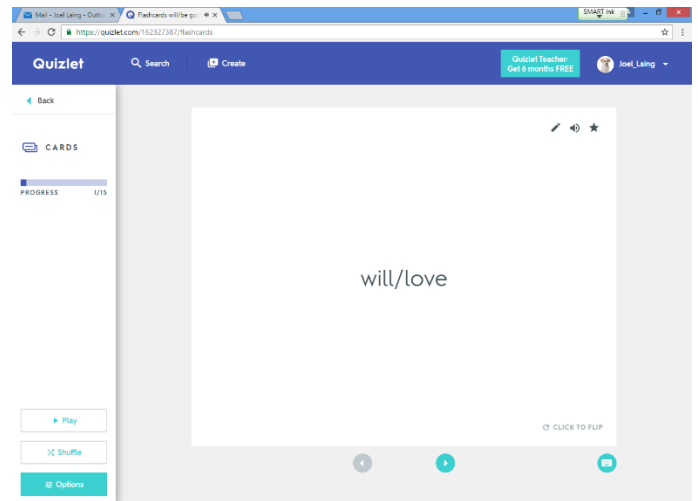 Mail - Joel Laing - Outlo
Flashcards will/be goi
SMART Ink
https://quizlet.com/162327387/flashcards
Quizlet
Search
Create
Quizlet Teacher:
Get 6 months FREE
Joel_Laing
Back
CARDS
PROGRESS 1/15
will/love
CLICK TO FLIP
Play
Shuffle
Options